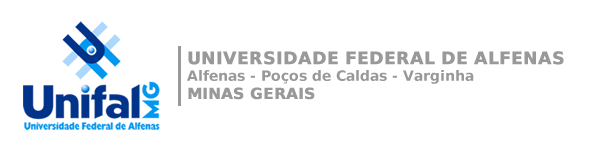 Unifal
MG
Universidade Federal de Alfenas
UNIVERSIDADE FEDERAL DE ALFENAS
Alfenas - Poços de Caldas - Varginha
MINAS GERAIS